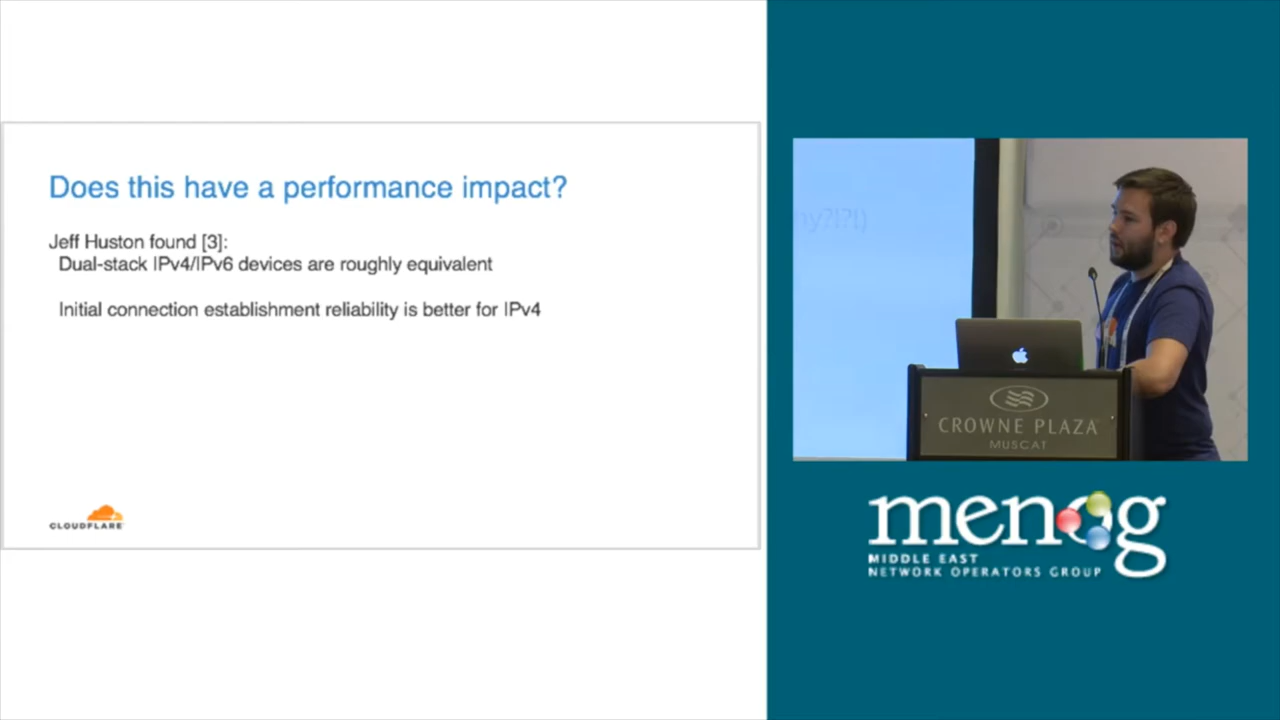 Does this have a performance impact?
Jeff Huston found [3]:
Dual-stack IPv4/IPv6 devices are roughly equivalent
Initial connection establishment reliability is better for IPv4
CLOUDFLARE
ny?!?!)
CROWNE PLAZA
MUSCAT
menog
MIDDLE EAST
NETWORK OPERATORS GROUP